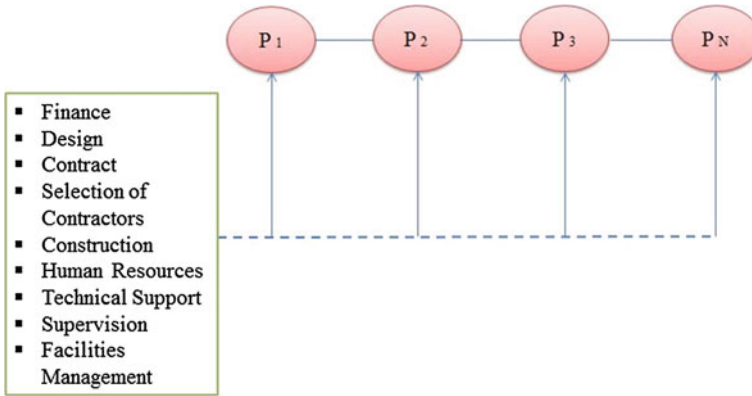 P 1
P 2
P 3
P N
▪ Finance
▪ Design
▪ Contract
▪ Selection of
Contractors
▪ Construction
▪ Human Resources
▪ Technical Support
▪ Supervision
▪ Facilities
Management